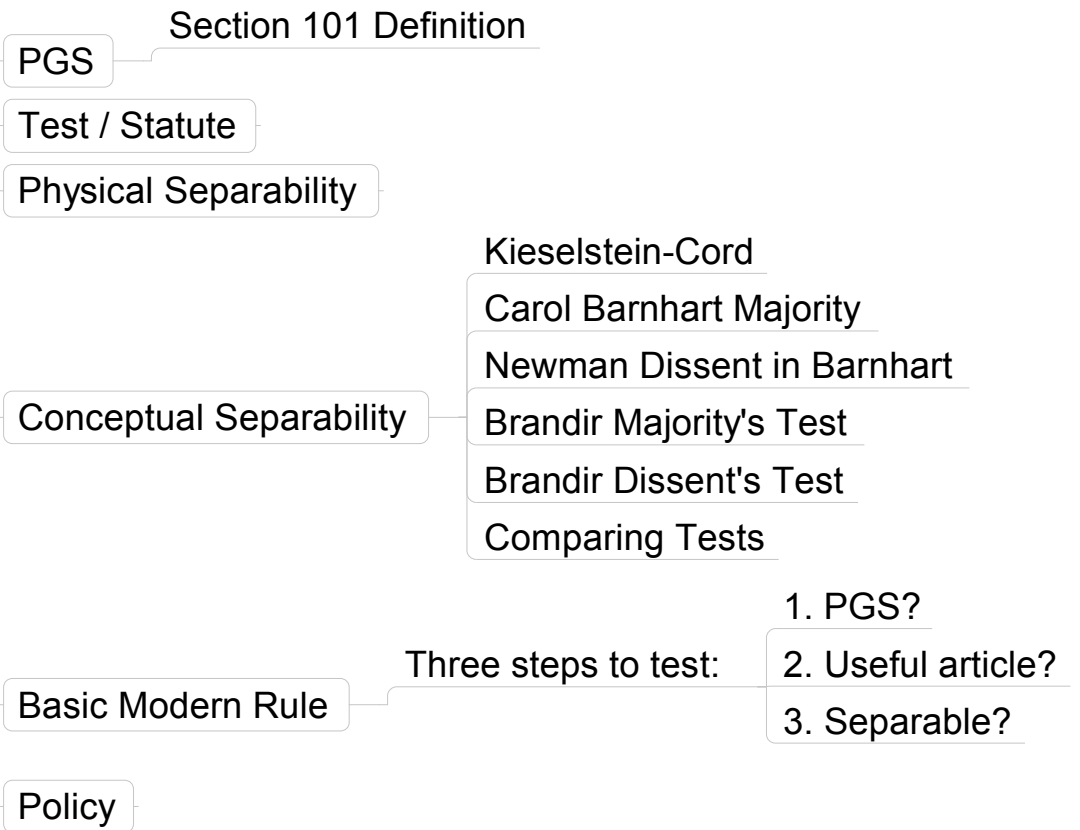 Section 101 Definition
PGS
Test / Statute
Physical Separability
Conceptual Separability
Kieselstein-Cord
Carol Barnhart Majority
Newman Dissent in Barnhart
Brandir Majority's Test
Brandir Dissent's Test
Comparing Tests
Basic Modern Rule
Three steps to test:
1. PGS?
2. Useful article?
3. Separable?
Policy